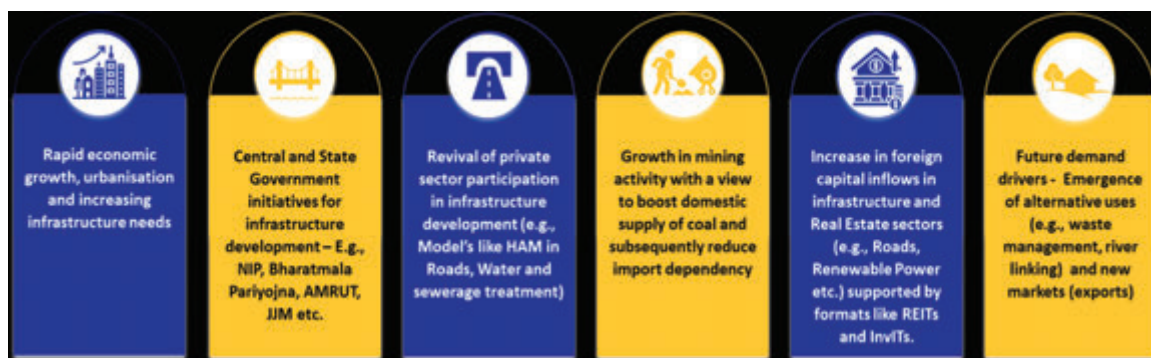 Rapid economic
growth, urbanisation
and increasing
infrastructure needs
Central and State
Government
initiatives for
infrastructure
development – E.g.,
NIP, Bharatmala
Pariyojna, AMRUT,
JJM etc.
Revival of private
sector participation
in infrastructure
development (e.g.,
Model's like HAM in
Roads, Water and
sewerage treatment)
Growth in mining
activity with a view
to boost domestic
supply of coal and
subsequently reduce
import dependency
Increase in foreign
capital inflows in
infrastructure and
Real Estate sectors
(e.g., Roads,
Renewable Power
etc.) supported by
formats like REITs
and InvITs.
Future demand
drivers - Emergence
of alternative uses
(e.g., waste
management, river
linking) and new
markets (exports)